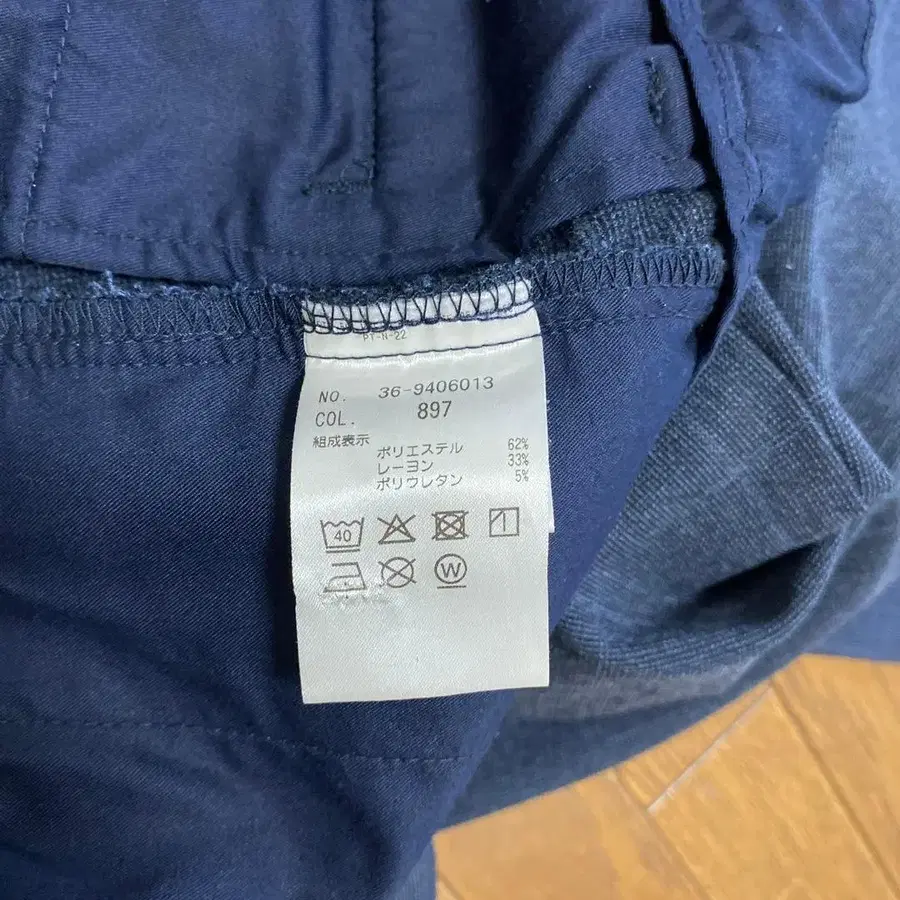 PT-N-22
NO. 36-9406013
COL. 897
組成表示
ポリエステル 62%
レーヨン 33%
ポリウレタン 5%
40
W